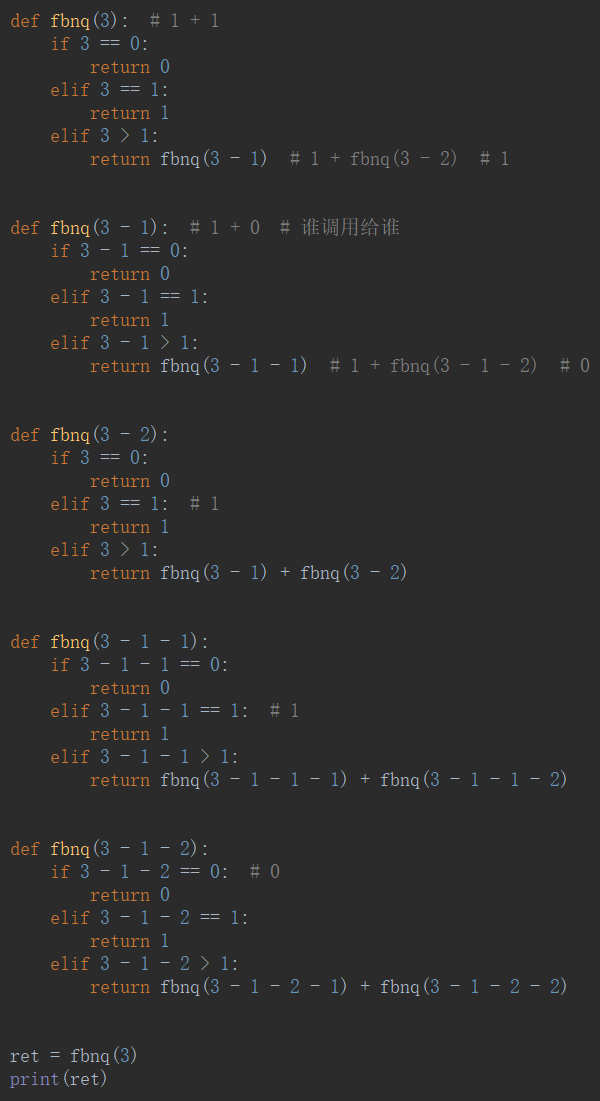 def fbnq(3):  # 1 + 1
    if 3 == 0:
        return 0
    elif 3 == 1:
        return 1
    elif 3 > 1:
        return fbnq(3 - 1)  # 1 + fbnq(3 - 2)  # 1
def fbnq(3 - 1):  # 1 + 0  # 谁调用给谁
    if 3 - 1 == 0:
        return 0
    elif 3 - 1 == 1:
        return 1
    elif 3 - 1 > 1:
        return fbnq(3 - 1 - 1)  # 1 + fbnq(3 - 1 - 2)  # 0
def fbnq(3 - 2):
    if 3 == 0:
        return 0
    elif 3 == 1:  # 1
        return 1
    elif 3 > 1:
        return fbnq(3 - 1) + fbnq(3 - 2)
def fbnq(3 - 1 - 1):
    if 3 - 1 - 1 == 0:
        return 0
    elif 3 - 1 - 1 == 1:  # 1
        return 1
    elif 3 - 1 - 1 > 1:
        return fbnq(3 - 1 - 1 - 1) + fbnq(3 - 1 - 1 - 2)
def fbnq(3 - 1 - 2):
    if 3 - 1 - 2 == 0:  # 0
        return 0
    elif 3 - 1 - 2 == 1:
        return 1
    elif 3 - 1 - 2 > 1:
        return fbnq(3 - 1 - 2 - 1) + fbnq(3 - 1 - 2 - 2)
ret = fbnq(3)
print(ret)